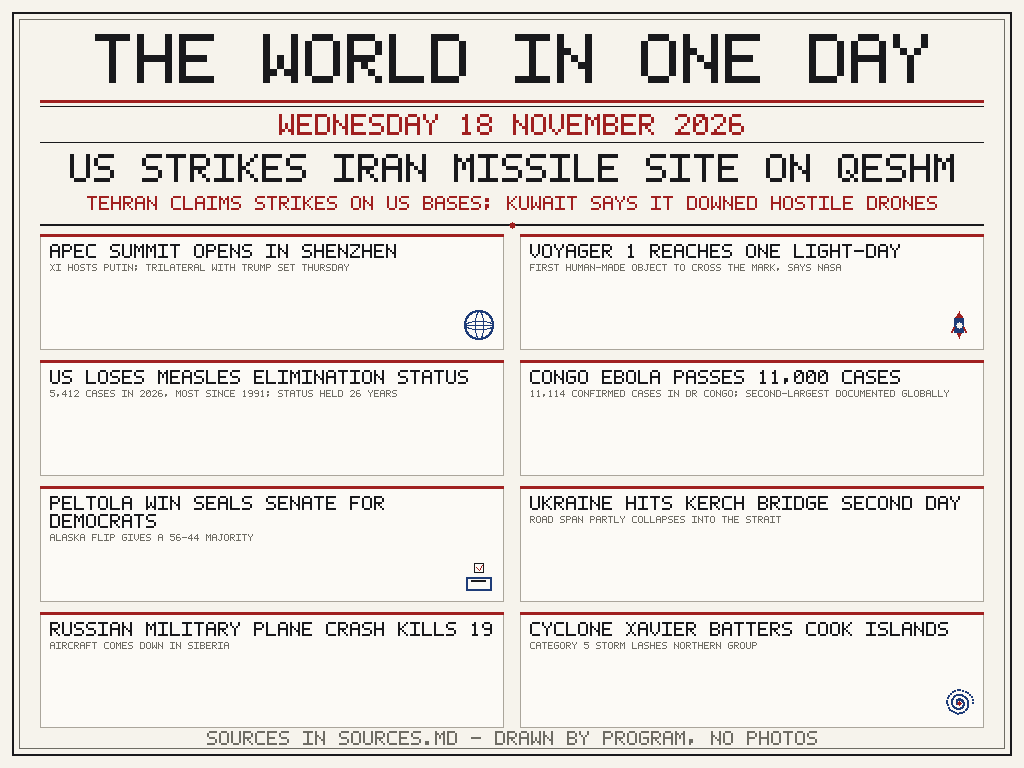 THE WORLD IN ONE DAY
WEDNESDAY 18 NOVEMBER 2026
US STRIKES IRAN MISSILE SITE ON QESHM
TEHRAN CLAIMS STRIKES ON US BASES; KUWAIT SAYS IT DOWNED HOSTILE DRONES
APEC SUMMIT OPENS IN SHENZHEN
XI HOSTS PUTIN; TRILATERAL WITH TRUMP SET THURSDAY
VOYAGER 1 REACHES ONE LIGHT-DAY
FIRST HUMAN-MADE OBJECT TO CROSS THE MARK, SAYS NASA
US LOSES MEASLES ELIMINATION STATUS
5,412 CASES IN 2026, MOST SINCE 1991; STATUS HELD 26 YEARS
CONGO EBOLA PASSES 11,000 CASES
11,114 CONFIRMED CASES IN DR CONGO; SECOND-LARGEST DOCUMENTED GLOBALLY
PELTOLA WIN SEALS SENATE FOR
DEMOCRATS
ALASKA FLIP GIVES A 56-44 MAJORITY
UKRAINE HITS KERCH BRIDGE SECOND DAY
ROAD SPAN PARTLY COLLAPSES INTO THE STRAIT
RUSSIAN MILITARY PLANE CRASH KILLS 19
AIRCRAFT COMES DOWN IN SIBERIA
CYCLONE XAVIER BATTERS COOK ISLANDS
CATEGORY 5 STORM LASHES NORTHERN GROUP
SOURCES IN SOURCES.MD - DRAWN BY PROGRAM, NO PHOTOS